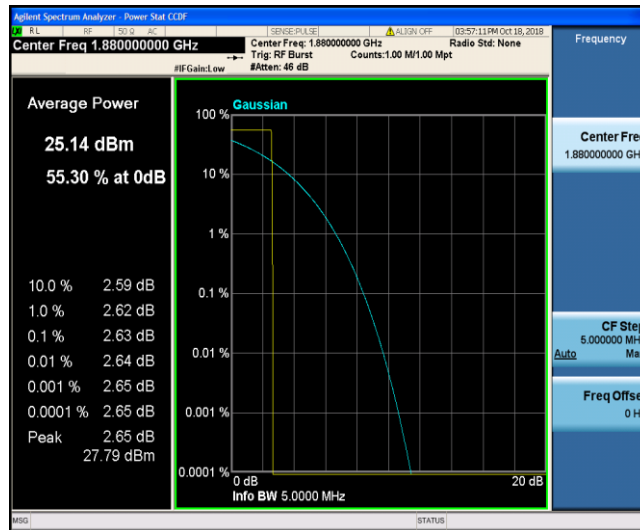 Agilent Spectrum Analyzer - Power Stat CCDF
RL RF 50 Ω AC SENSE:PULSE ALIGN OFF 03:57:11 PM Oct 18, 2018
Center Freq 1.880000000 GHz
Center Freq: 1.880000000 GHz Radio Std: None
Trig: RF Burst Counts:1.00 M/1.00 Mpt
#IFGain:Low #Atten: 46 dB
Frequency
Average Power
25.14 dBm
55.30 % at 0dB
10.0 % 2.59 dB
1.0 % 2.62 dB
0.1 % 2.63 dB
0.01 % 2.64 dB
0.001 % 2.65 dB
0.0001 % 2.65 dB
Peak 2.65 dB
27.79 dBm
Gaussian
100 %
10 %
1 %
0.1 %
0.01 %
0.001 %
0.0001 %
0 dB 20 dB
Info BW 5.0000 MHz
Center Fre
1.880000000 GH
CF Step
5.000000 MH
Auto Ma
Freq Offse
0 H
MSG STATUS